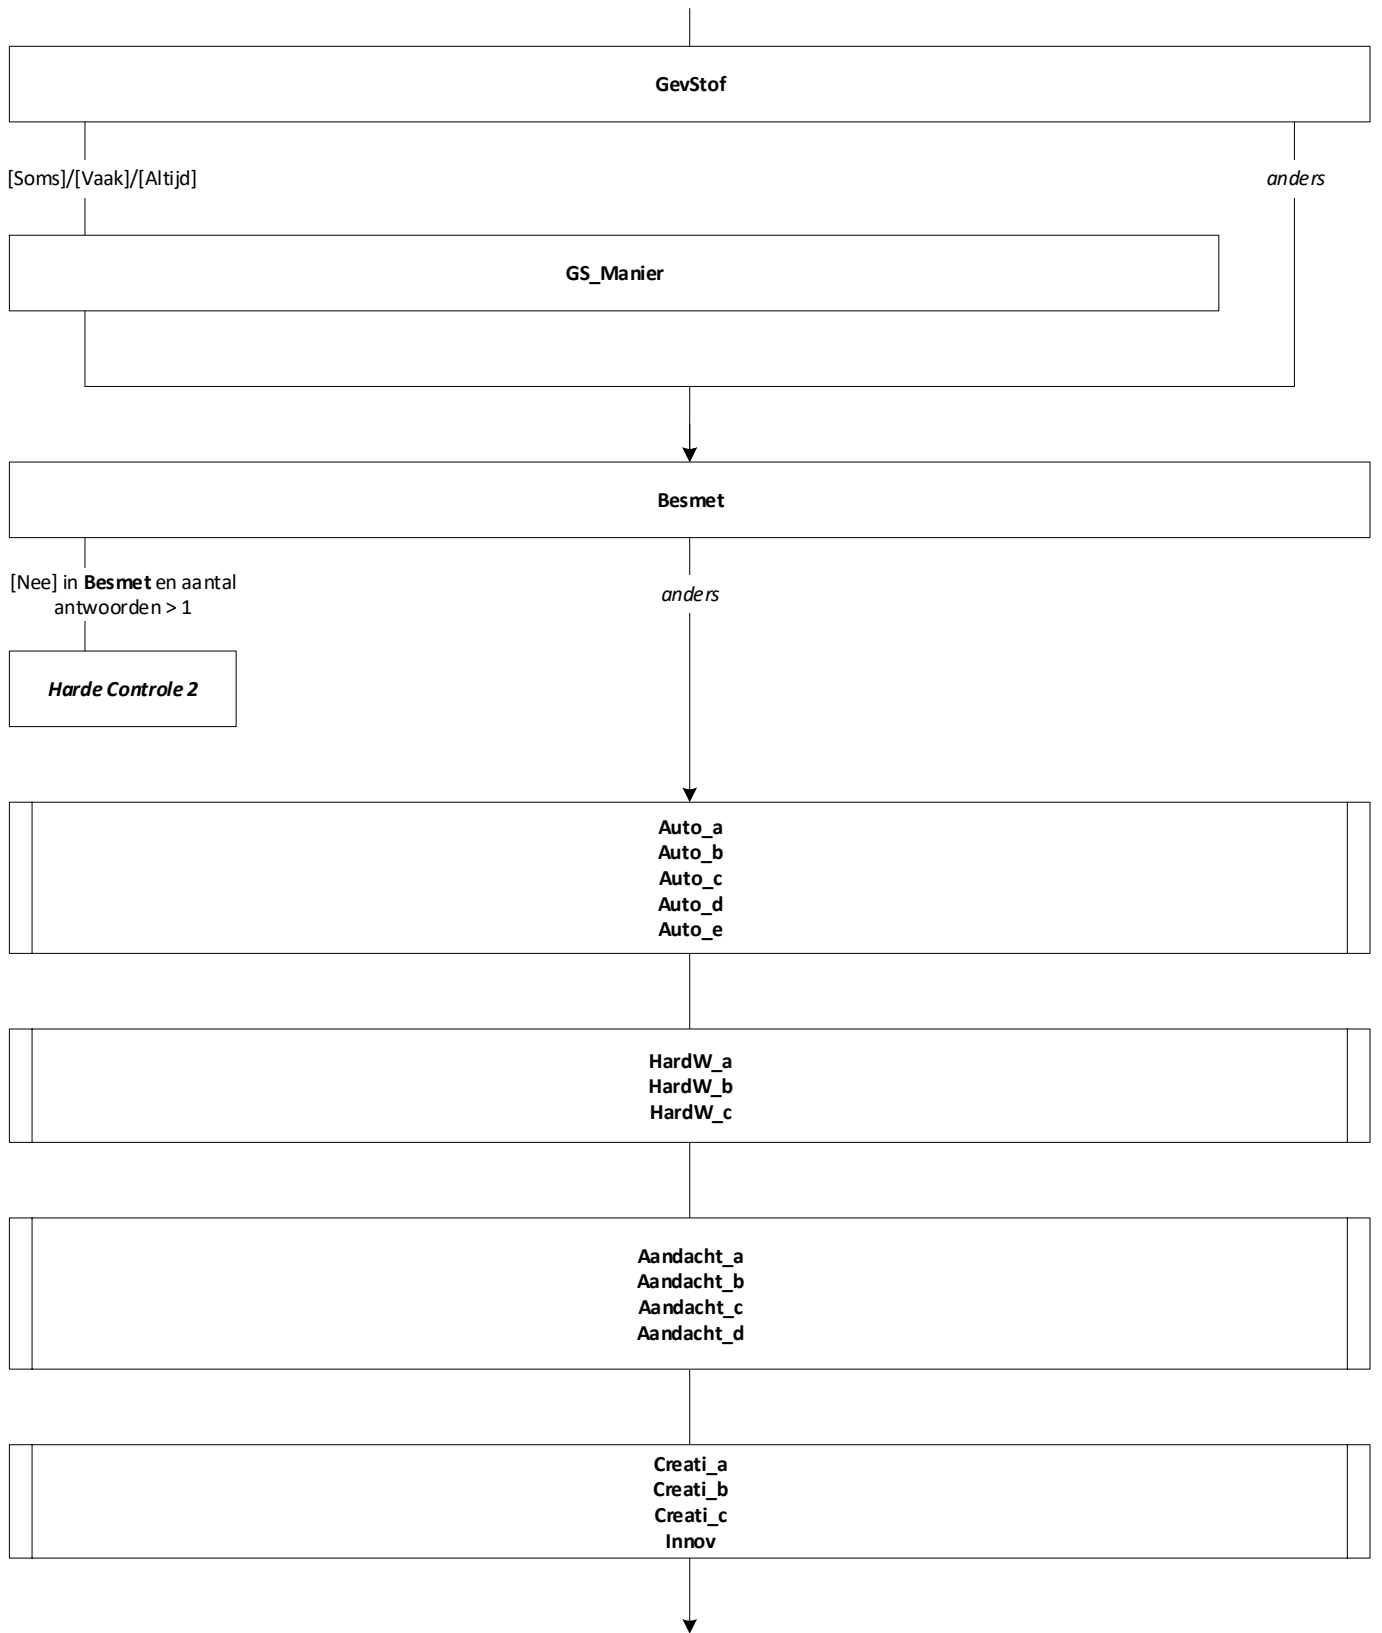 GevStof
[Soms]/[Vaak]/[Altijd]
anders
GS_Manier
Besmet
[Nee] in Besmet en aantal
antwoorden > 1
anders
Harde Controle 2
Auto_a
Auto_b
Auto_c
Auto_d
Auto_e
HardW_a
HardW_b
HardW_c
Aandacht_a
Aandacht_b
Aandacht_c
Aandacht_d
Creati_a
Creati_b
Creati_c
Innov